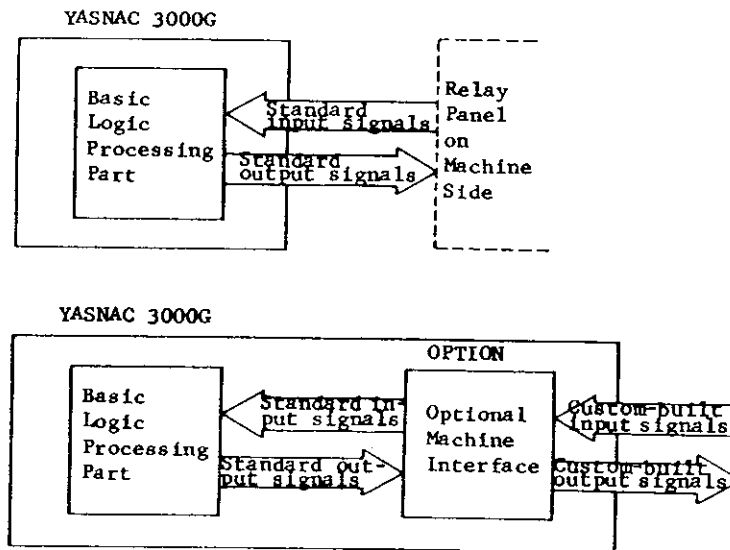 YASNAC 3000G
Basic
Logic
Processing
Part
Standard
input signals
Standard
output signals
Relay
Panel
on
Machine
Side
YASNAC 3000G
OPTION
Basic
Logic
Processing
Part
Standard in-
put signals
Standard out-
put signals
Optional
Machine
Interface
Custom-built
input signals
Custom-built
output signals